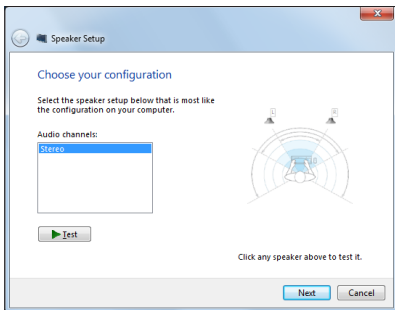 Speaker Setup
Choose your configuration
Select the speaker setup below that is most like
the configuration on your computer.
Audio channels:
Stereo
L
R
Test
Click any speaker above to test it.
Next
Cancel